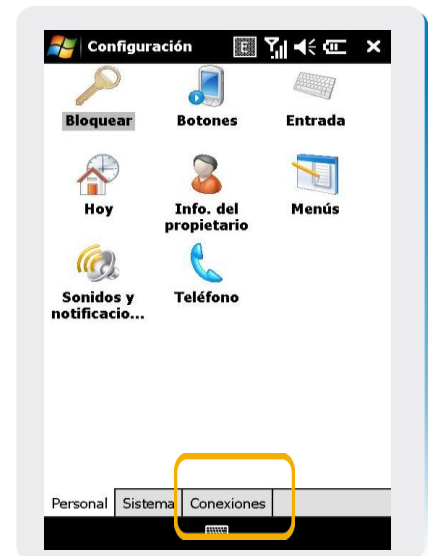 Configuración
E
Bloquear Botones Entrada
Hoy Info. del propietario Menús
Sonidos y notificacio... Teléfono
Personal Sistema Conexiones